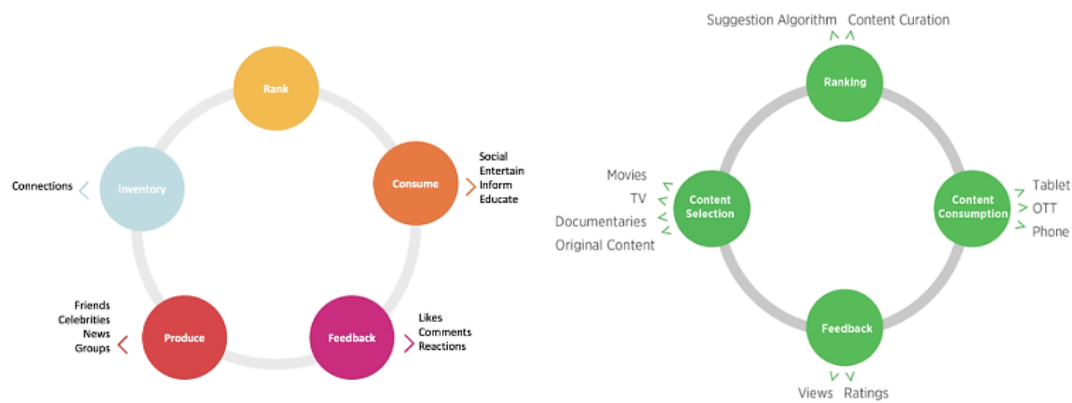 Rank
Connections
Inventory
Consume
Social
Entertain
Inform
Educate
Friends
Celebrities
News
Groups
Produce
Feedback
Likes
Comments
Reactions
Suggestion Algorithm
Content Curation
Ranking
Movies
TV
Documentaries
Original Content
Content
Selection
Content
Consumption
Tablet
OTT
Phone
Feedback
Views
Ratings